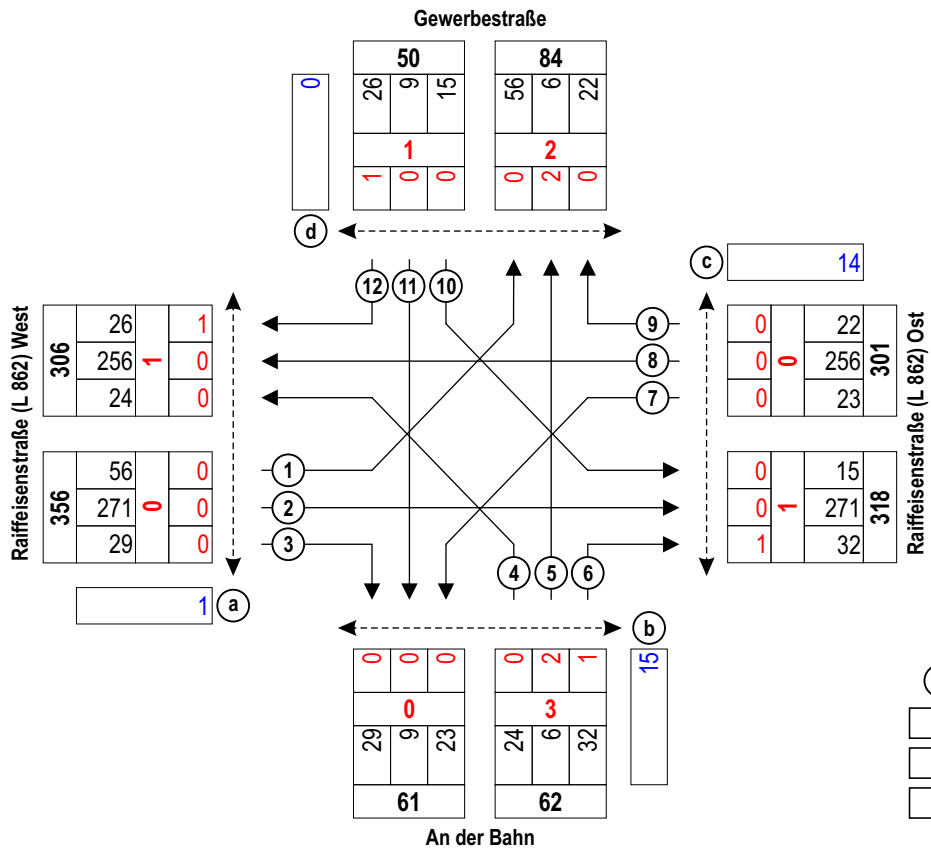 Gewerbestraße
50 84
0 26 9 15 56 6 22
1 2
1 0 0 0 2 0
d
c 14
12 11 10
Raiffeisenstraße (L 862) West
306 26 1 1
256 0
24 0
9 0 0 22 301
8 0 256
7 0 23
Raiffeisenstraße (L 862) Ost
356 56 0 0
271 0
29 0
1
2
3
0 1 15 318
0 271
1 32
4 5 6
1 a
b
0 0 0 0 2 1 15
0 3
29 9 23 24 6 32
61 62
An der Bahn